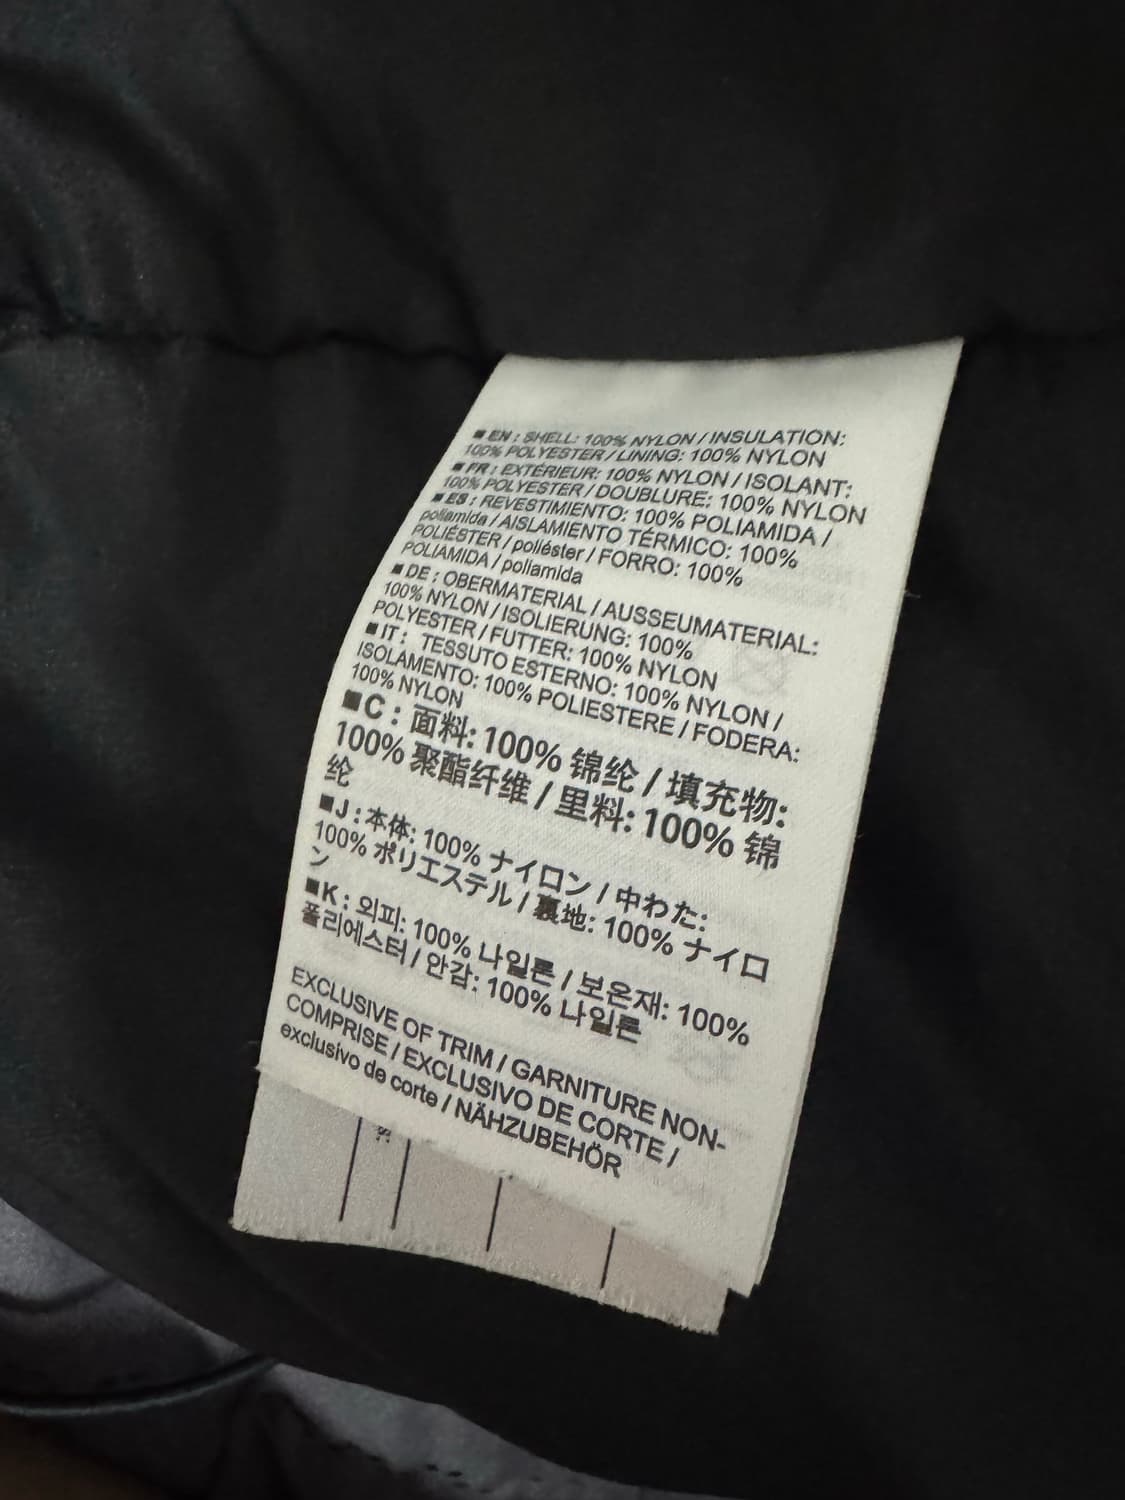 ■ EN : SHELL: 100% NYLON / INSULATION:
100% POLYESTER / LINING: 100% NYLON
■ FR : EXTÉRIEUR: 100% NYLON / ISOLANT:
100% POLYESTER / DOUBLURE: 100% NYLON
■ ES : REVESTIMIENTO: 100% POLIAMIDA /
poliamida / AISLAMIENTO TÉRMICO: 100%
POLIÉSTER / poliéster / FORRO: 100%
POLIAMIDA / poliamida
■ DE : OBERMATERIAL / AUSSEUMATERIAL:
100% NYLON / ISOLIERUNG: 100%
POLYESTER / FUTTER: 100% NYLON
■ IT : TESSUTO ESTERNO: 100% NYLON /
ISOLAMENTO: 100% POLIESTERE / FODERA:
100% NYLON
■ C : 面料: 100% 锦纶 / 填充物:
100% 聚酯纤维 / 里料: 100% 锦
纶
■ J : 本体: 100% ナイロン / 中わた:
100% ポリエステル / 裏地: 100% ナイロ
ン
■ K : 외피: 100% 나일론 / 보온재: 100%
폴리에스터 / 안감: 100% 나일론
EXCLUSIVE OF TRIM / GARNITURE NON-
COMPRISE / EXCLUSIVO DE CORTE /
exclusivo de corte / NÄHZUBEHÖR